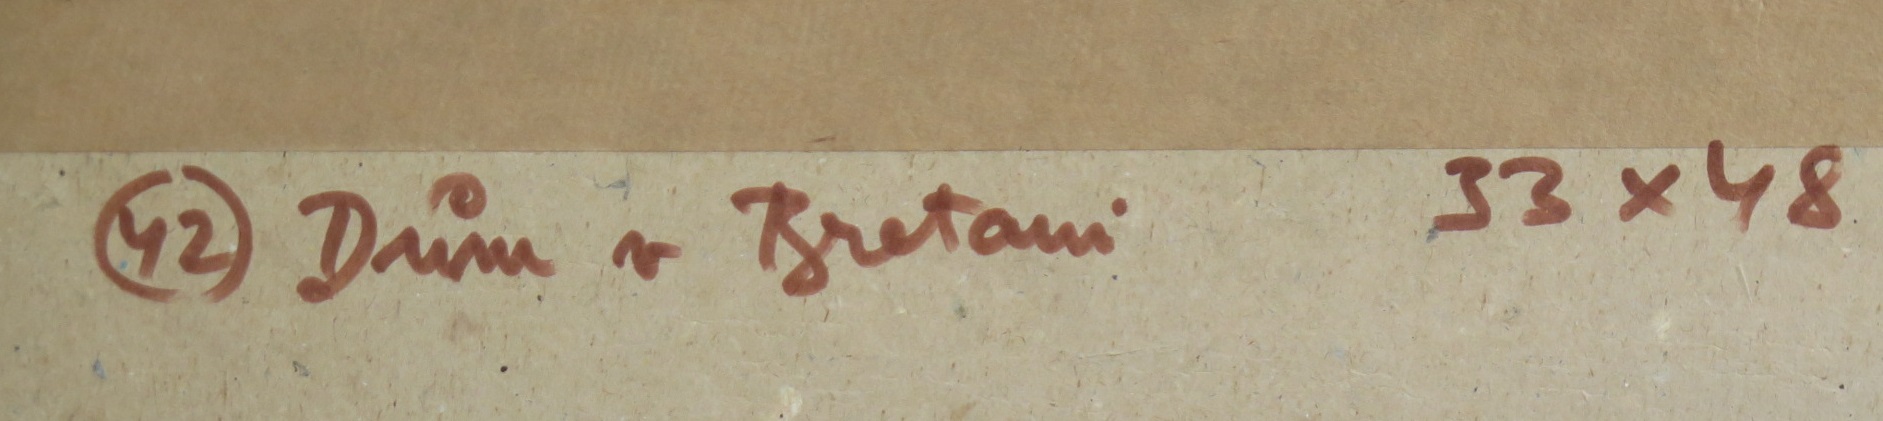 42 Dům v Bretani 33 x 48